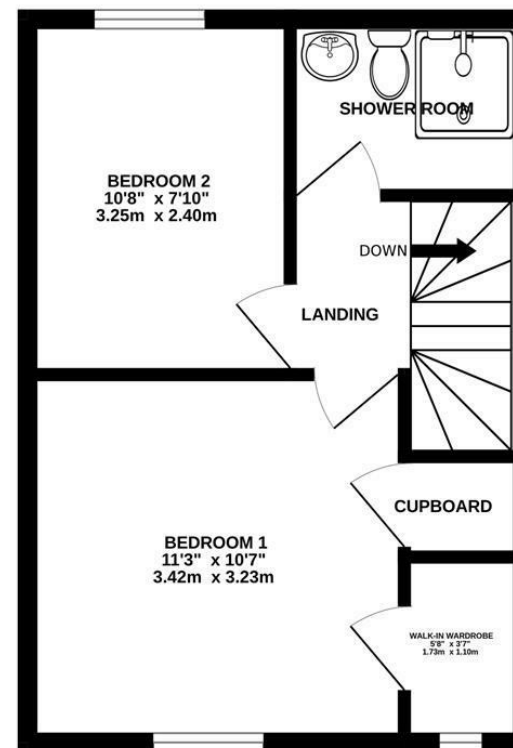 SHOWER ROOM
BEDROOM 2
10'8" x 7'10"
3.25m x 2.40m
DOWN
LANDING
CUPBOARD
BEDROOM 1
11'3" x 10'7"
3.42m x 3.23m
WALK-IN WARDROBE
5'8" x 3'7"
1.73m x 1.10m